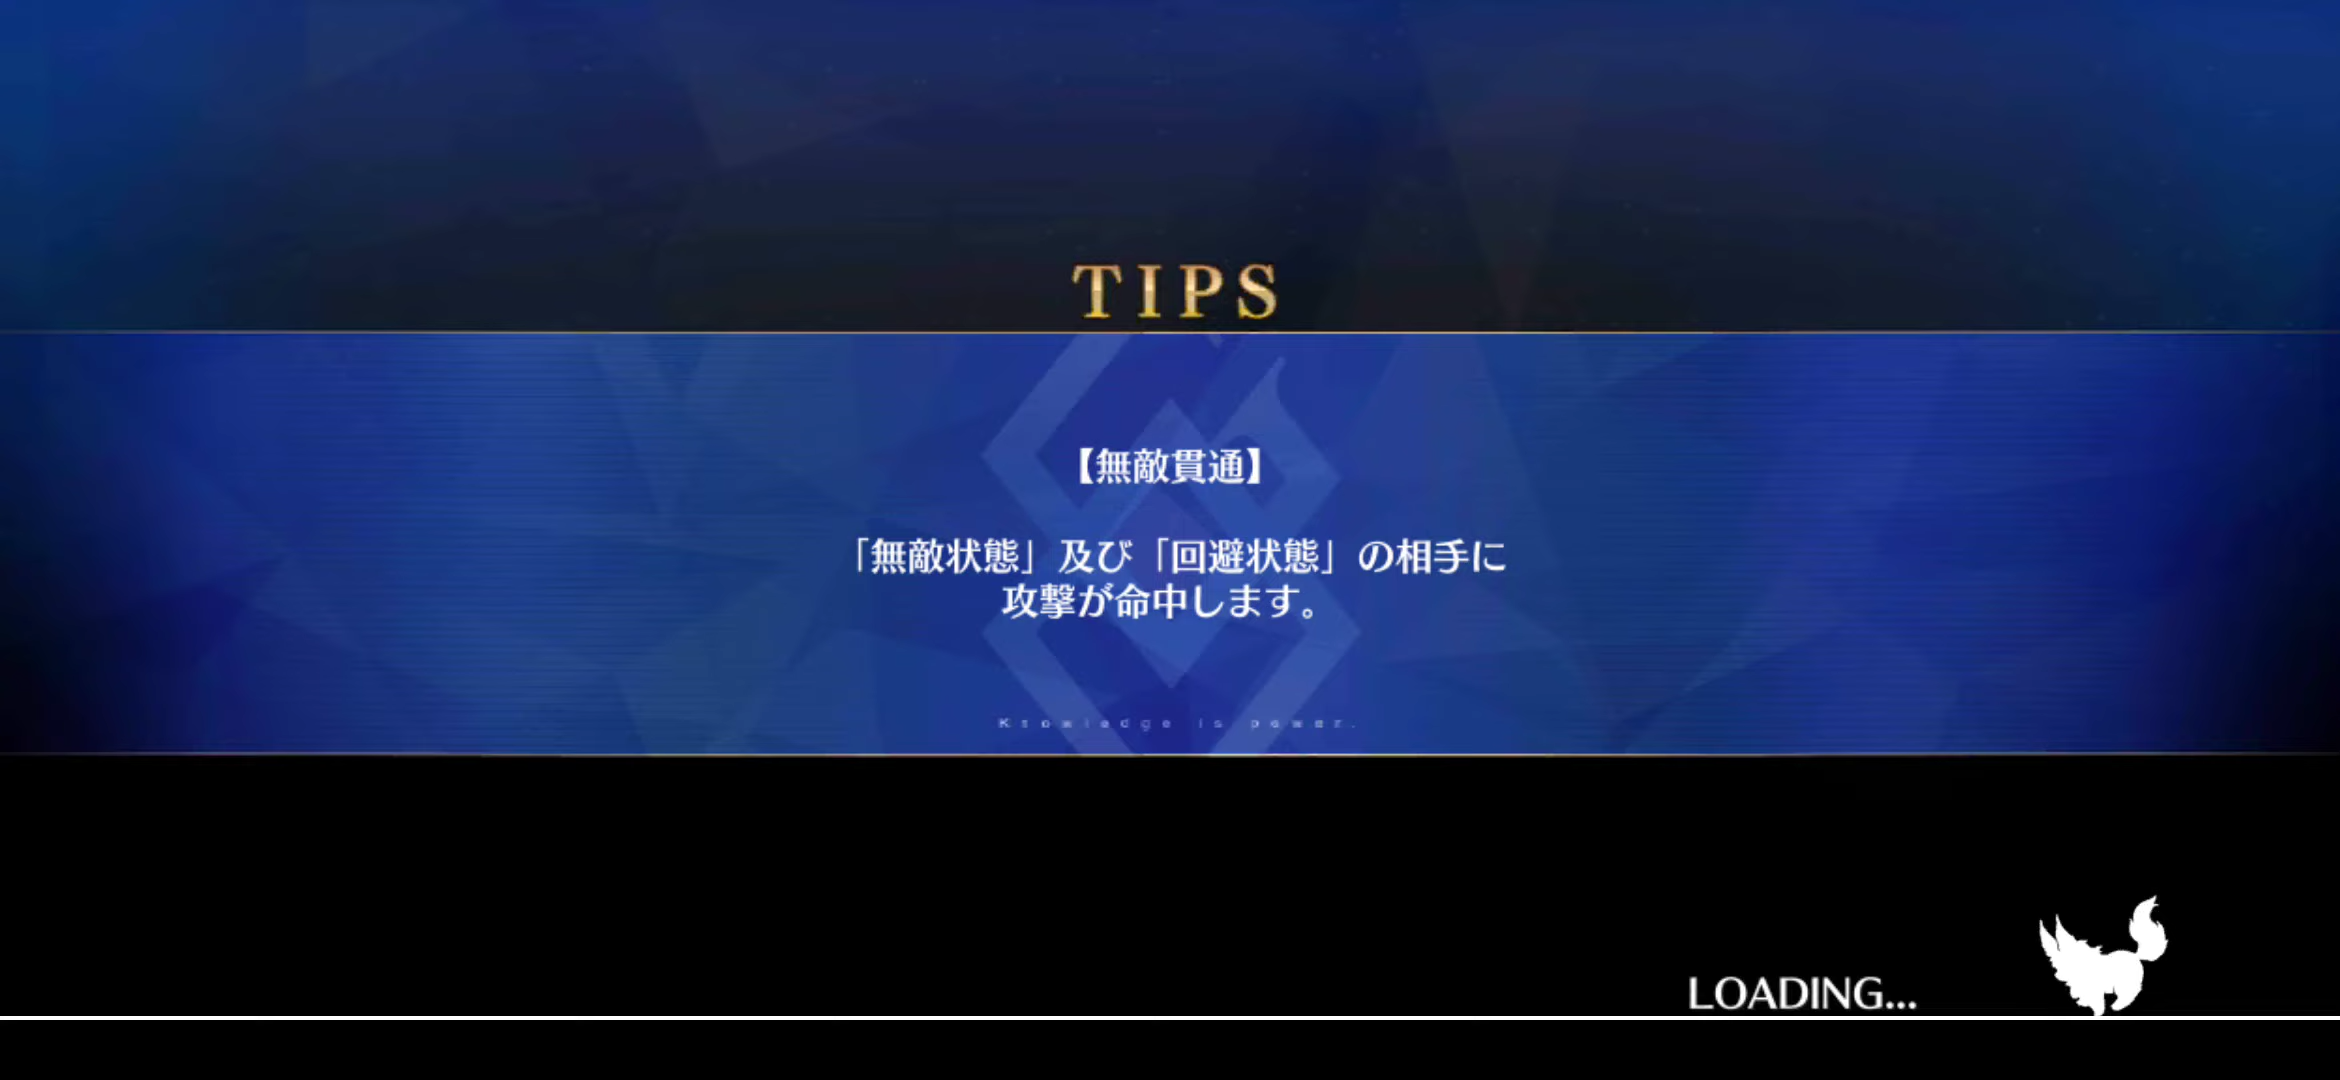 TIPS
【無敵貫通】
「無敵状態」及び「回避状態」の相手に
攻撃が命中します。
Knowledge is power.
LOADING...